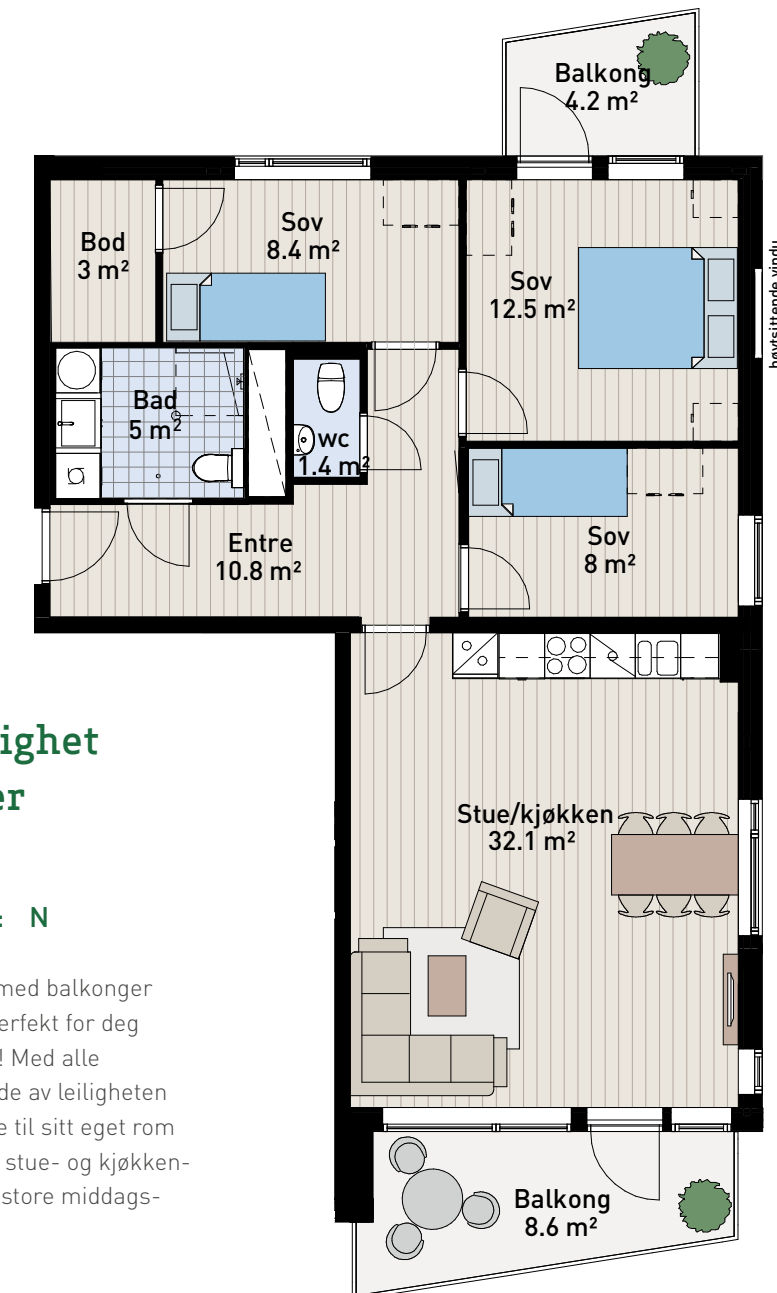 Balkong
4.2 m²
Sov
8.4 m²
Bod
3 m²
Sov
12.5 m²
høytsittende vindu
Bad
5 m²
wc
1.4 m²
Entre
10.8 m²
Sov
8 m²
Stue/kjøkken
32.1 m²
Balkong
8.6 m²
ighet
er
: N
med balkonger
erfekt for deg
! Med alle
de av leiligheten
e til sitt eget rom
stue- og kjøkken-
store middags-